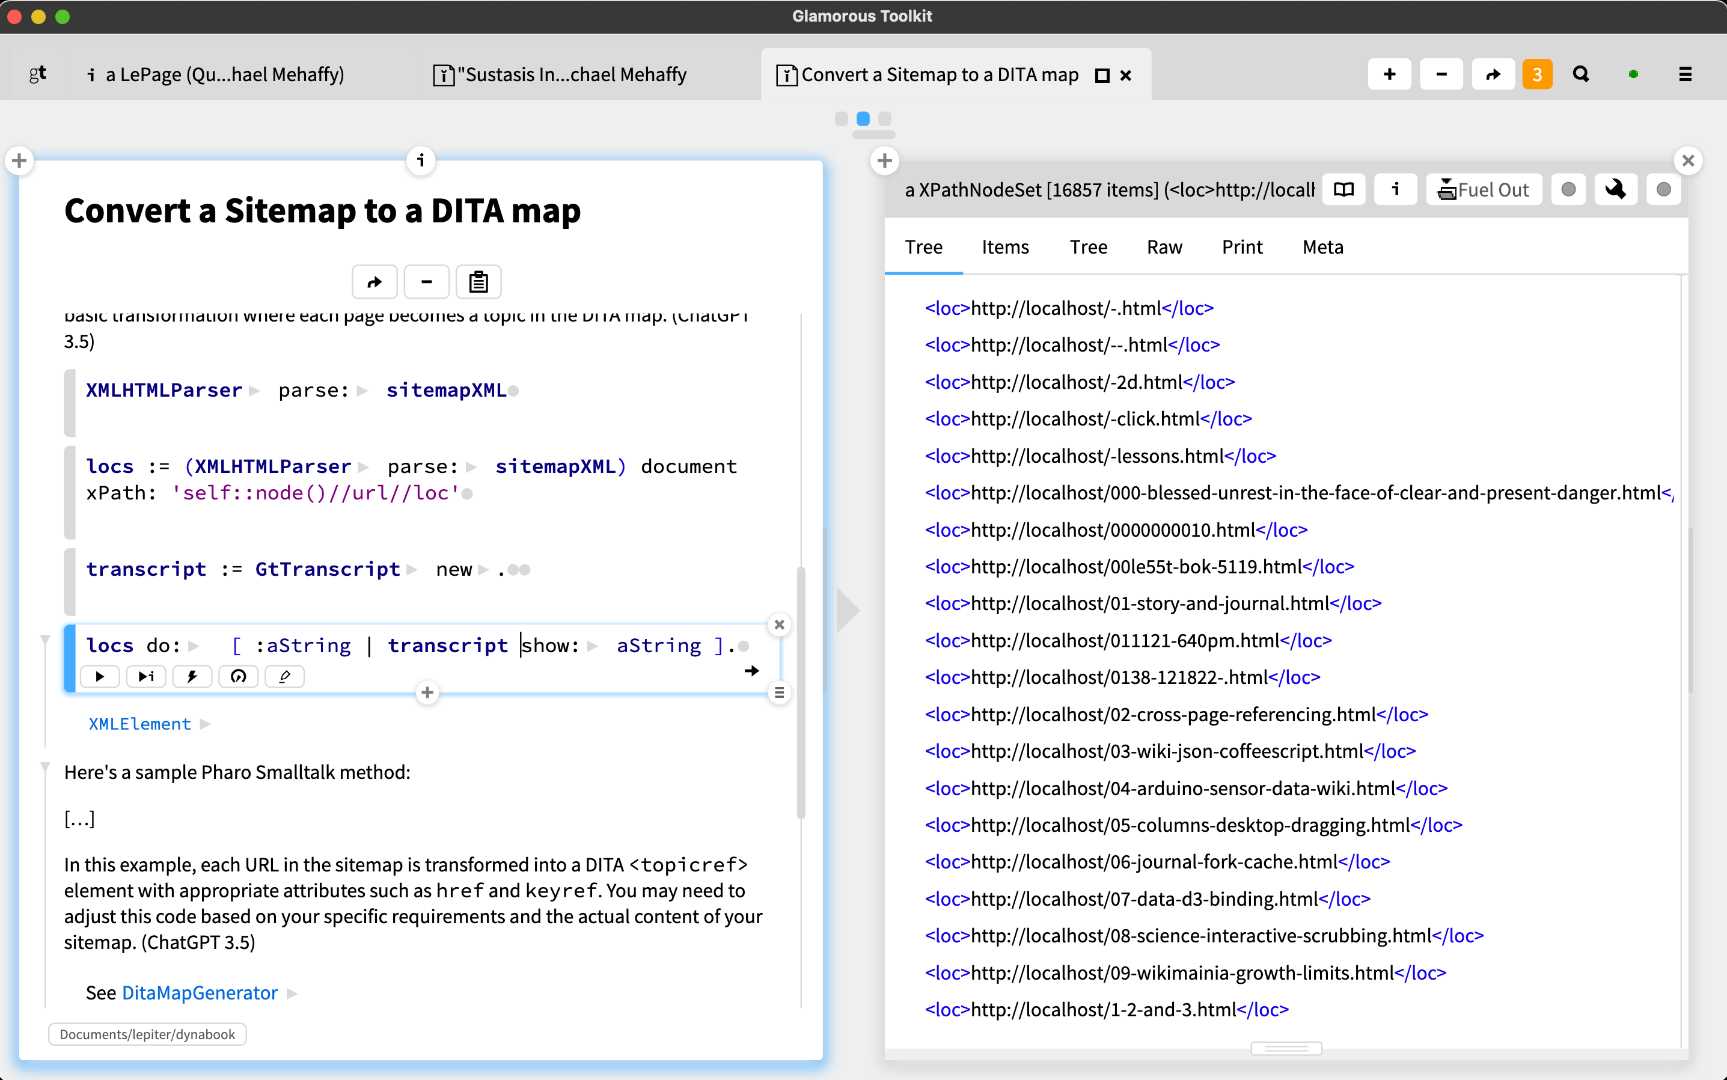 Glamorous Toolkit
gt
i a LePage (Qu...hael Mehaffy)
"Sustasis In...chael Mehaffy
Convert a Sitemap to a DITA map
3
Convert a Sitemap to a DITA map
basic transformation where each page becomes a topic in the DITA map. (ChatGPT
3.5)
XMLHTMLParser parse: sitemapXML
locs := (XMLHTMLParser parse: sitemapXML) document
xPath: 'self::node()//url//loc'
transcript := GtTranscript new .
locs do: [ :aString | transcript show: aString ].
XMLElement
Here's a sample Pharo Smalltalk method:
[…]
In this example, each URL in the sitemap is transformed into a DITA <topicref>
element with appropriate attributes such as href and keyref. You may need to
adjust this code based on your specific requirements and the actual content of your
sitemap. (ChatGPT 3.5)
See DitaMapGenerator
Documents/lepiter/dynabook
a XPathNodeSet [16857 items] (<loc>http://local
i
Fuel Out
Tree Items Tree Raw Print Meta
<loc>http://localhost/-.html</loc>
<loc>http://localhost/--.html</loc>
<loc>http://localhost/-2d.html</loc>
<loc>http://localhost/-click.html</loc>
<loc>http://localhost/-lessons.html</loc>
<loc>http://localhost/000-blessed-unrest-in-the-face-of-clear-and-present-danger.html</
<loc>http://localhost/0000000010.html</loc>
<loc>http://localhost/00le55t-bok-5119.html</loc>
<loc>http://localhost/01-story-and-journal.html</loc>
<loc>http://localhost/011121-640pm.html</loc>
<loc>http://localhost/0138-121822-.html</loc>
<loc>http://localhost/02-cross-page-referencing.html</loc>
<loc>http://localhost/03-wiki-json-coffeescript.html</loc>
<loc>http://localhost/04-arduino-sensor-data-wiki.html</loc>
<loc>http://localhost/05-columns-desktop-dragging.html</loc>
<loc>http://localhost/06-journal-fork-cache.html</loc>
<loc>http://localhost/07-data-d3-binding.html</loc>
<loc>http://localhost/08-science-interactive-scrubbing.html</loc>
<loc>http://localhost/09-wikimainia-growth-limits.html</loc>
<loc>http://localhost/1-2-and-3.html</loc>